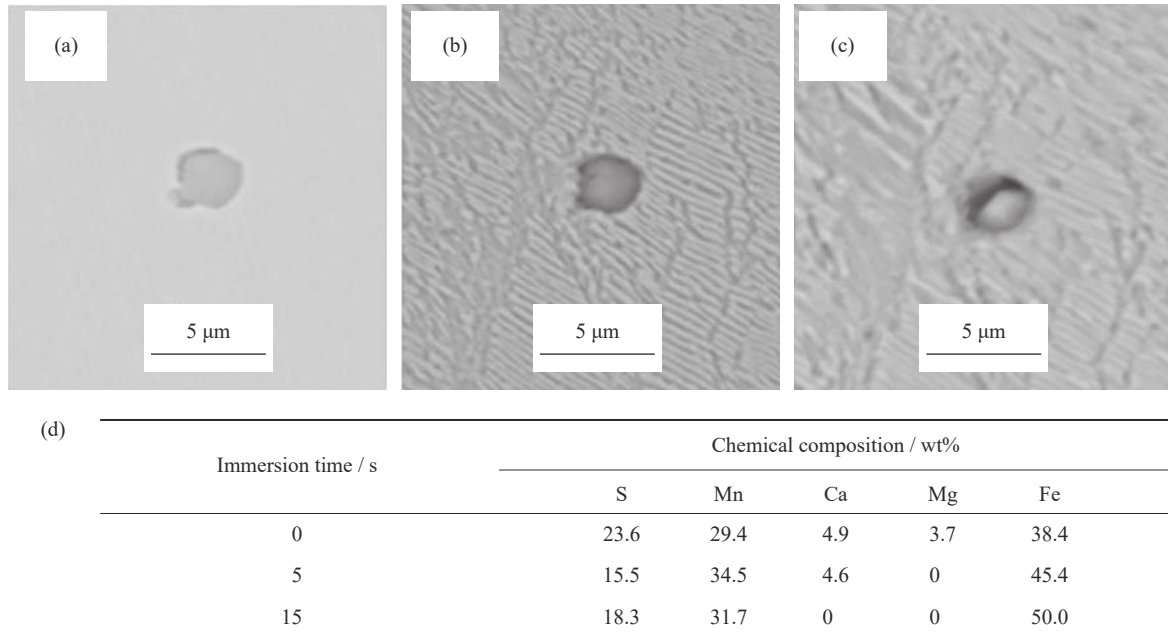 (a)
(b)
(c)
5 μm
5 μm
5 μm
(d)
Immersion time / s
Chemical composition / wt%
S Mn Ca Mg Fe
0 23.6 29.4 4.9 3.7 38.4
5 15.5 34.5 4.6 0 45.4
15 18.3 31.7 0 0 50.0